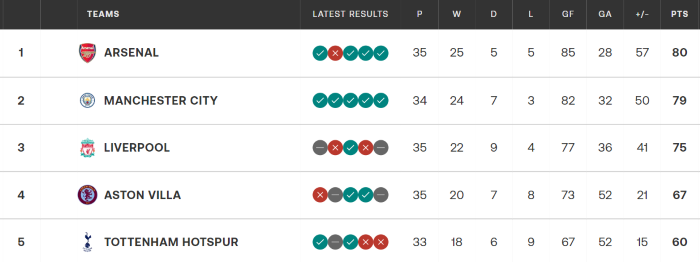 TEAMS LATEST RESULTS P W D L GF GA +/- PTS
1 ARSENAL 35 25 5 5 85 28 57 80
2 MANCHESTER CITY 34 24 7 3 82 32 50 79
3 LIVERPOOL 35 22 9 4 77 36 41 75
4 ASTON VILLA 35 20 7 8 73 52 21 67
5 TOTTENHAM HOTSPUR 33 18 6 9 67 52 15 60